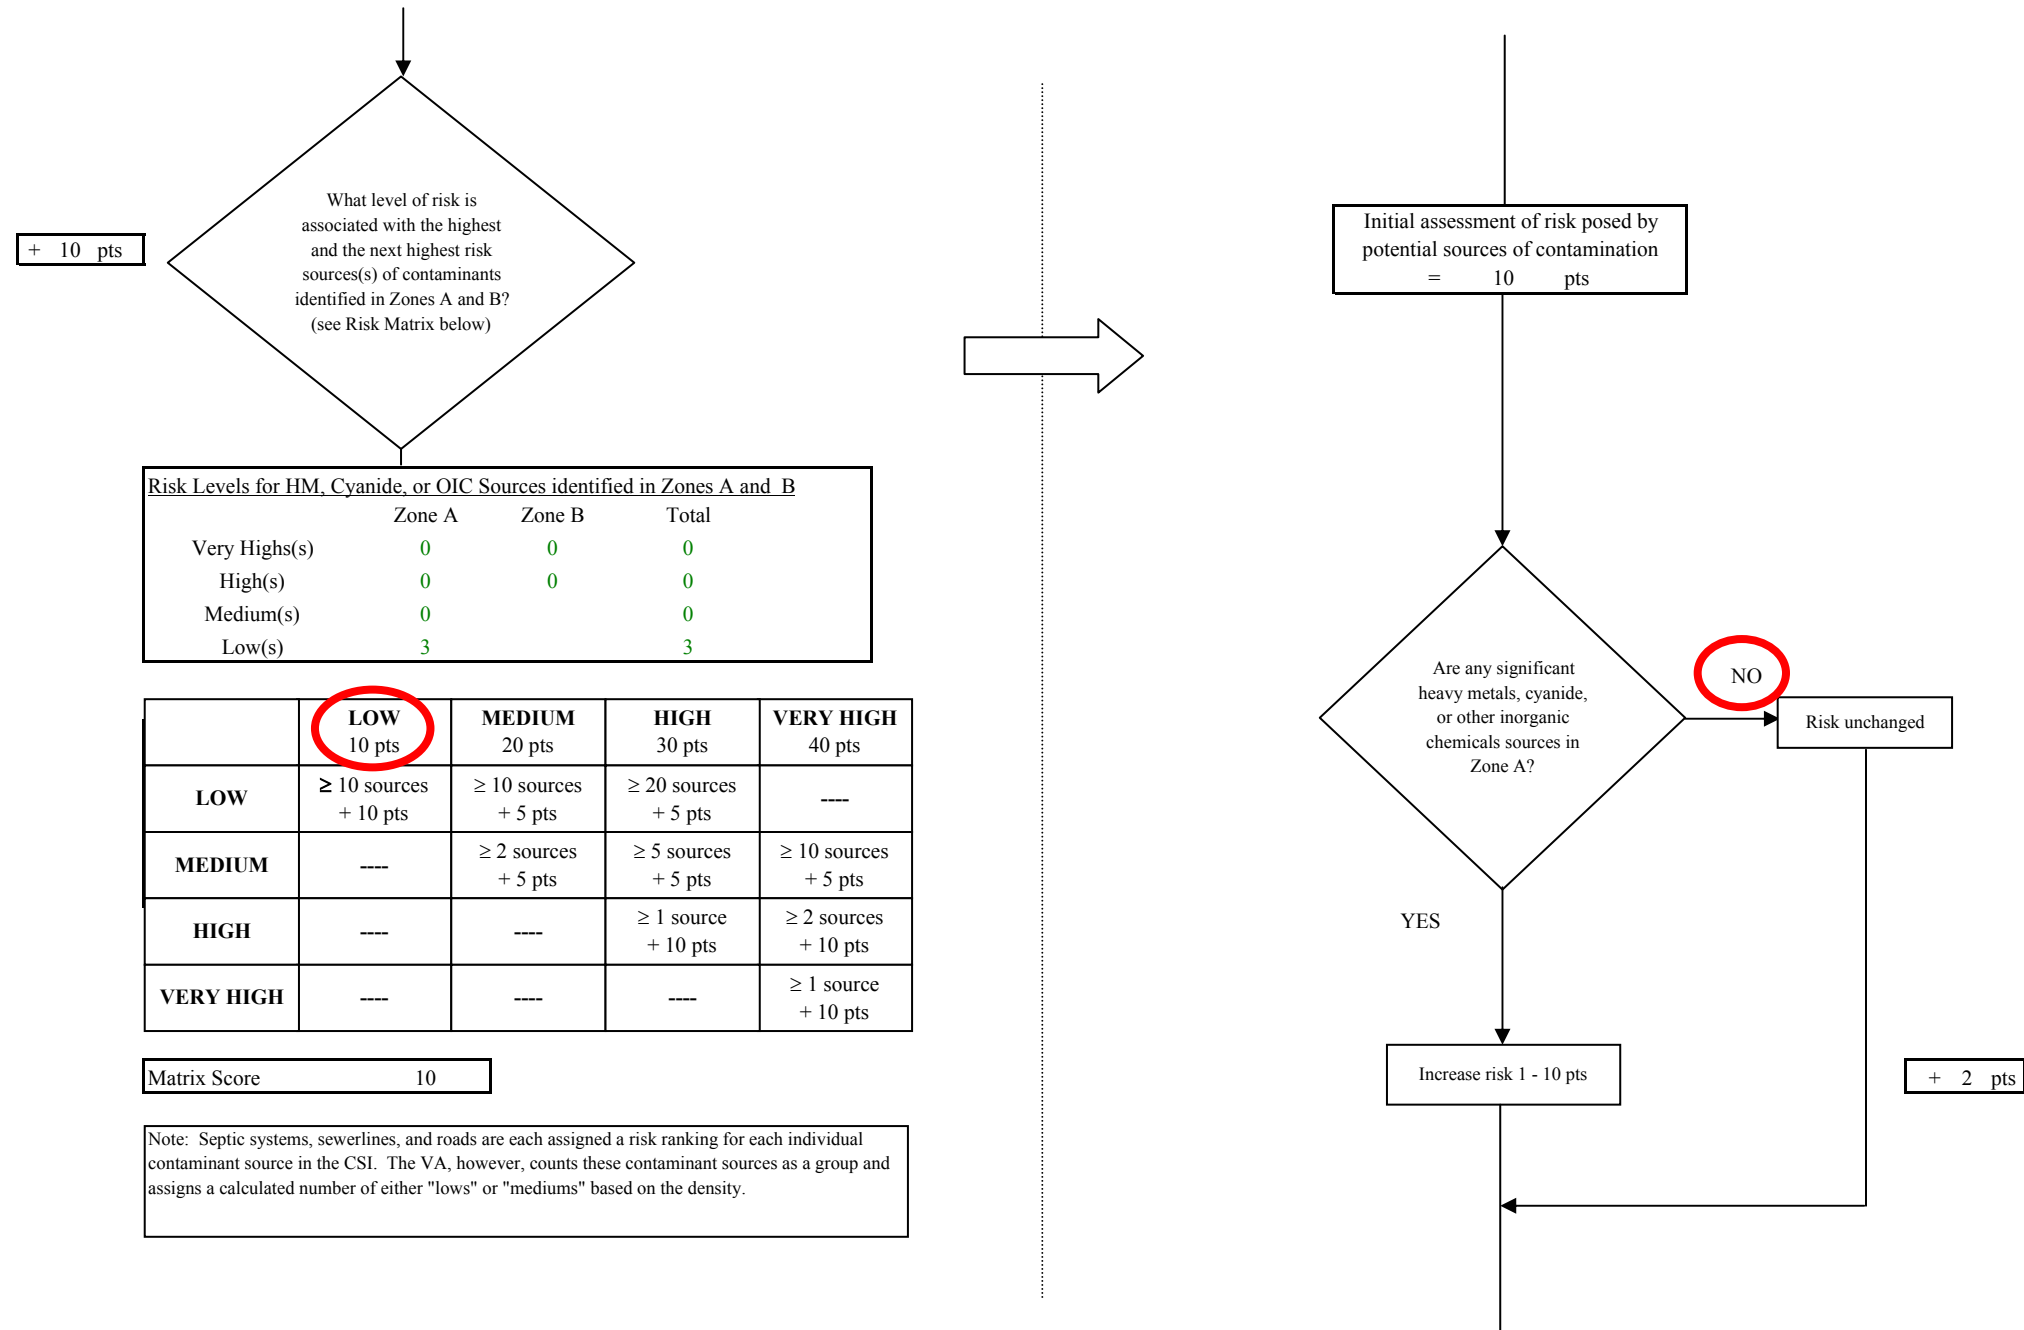 What level of risk is
associated with the highest
and the next highest risk
sources(s) of contaminants
identified in Zones A and B?
(see Risk Matrix below)
+ 10 pts
Risk Levels for HM, Cyanide, or OIC Sources identified in Zones A and B
Zone A Zone B Total
Very Highs(s) 0 0 0
High(s) 0 0 0
Medium(s) 0 0
Low(s) 3 3
LOW MEDIUM HIGH VERY HIGH
10 pts 20 pts 30 pts 40 pts
LOW ≥ 10 sources + 10 pts ≥ 10 sources + 5 pts ≥ 20 sources + 5 pts ----
MEDIUM ---- ≥ 2 sources + 5 pts ≥ 5 sources + 5 pts ≥ 10 sources + 5 pts
HIGH ---- ---- ≥ 1 source + 10 pts ≥ 2 sources + 10 pts
VERY HIGH ---- ---- ---- ≥ 1 source + 10 pts
Matrix Score 10
Note: Septic systems, sewerlines, and roads are each assigned a risk ranking for each individual
contaminant source in the CSI. The VA, however, counts these contaminant sources as a group and
assigns a calculated number of either "lows" or "mediums" based on the density.
Initial assessment of risk posed by
potential sources of contamination
= 10 pts
Are any significant
heavy metals, cyanide,
or other inorganic
chemicals sources in
Zone A?
NO
Risk unchanged
YES
Increase risk 1 - 10 pts
+ 2 pts